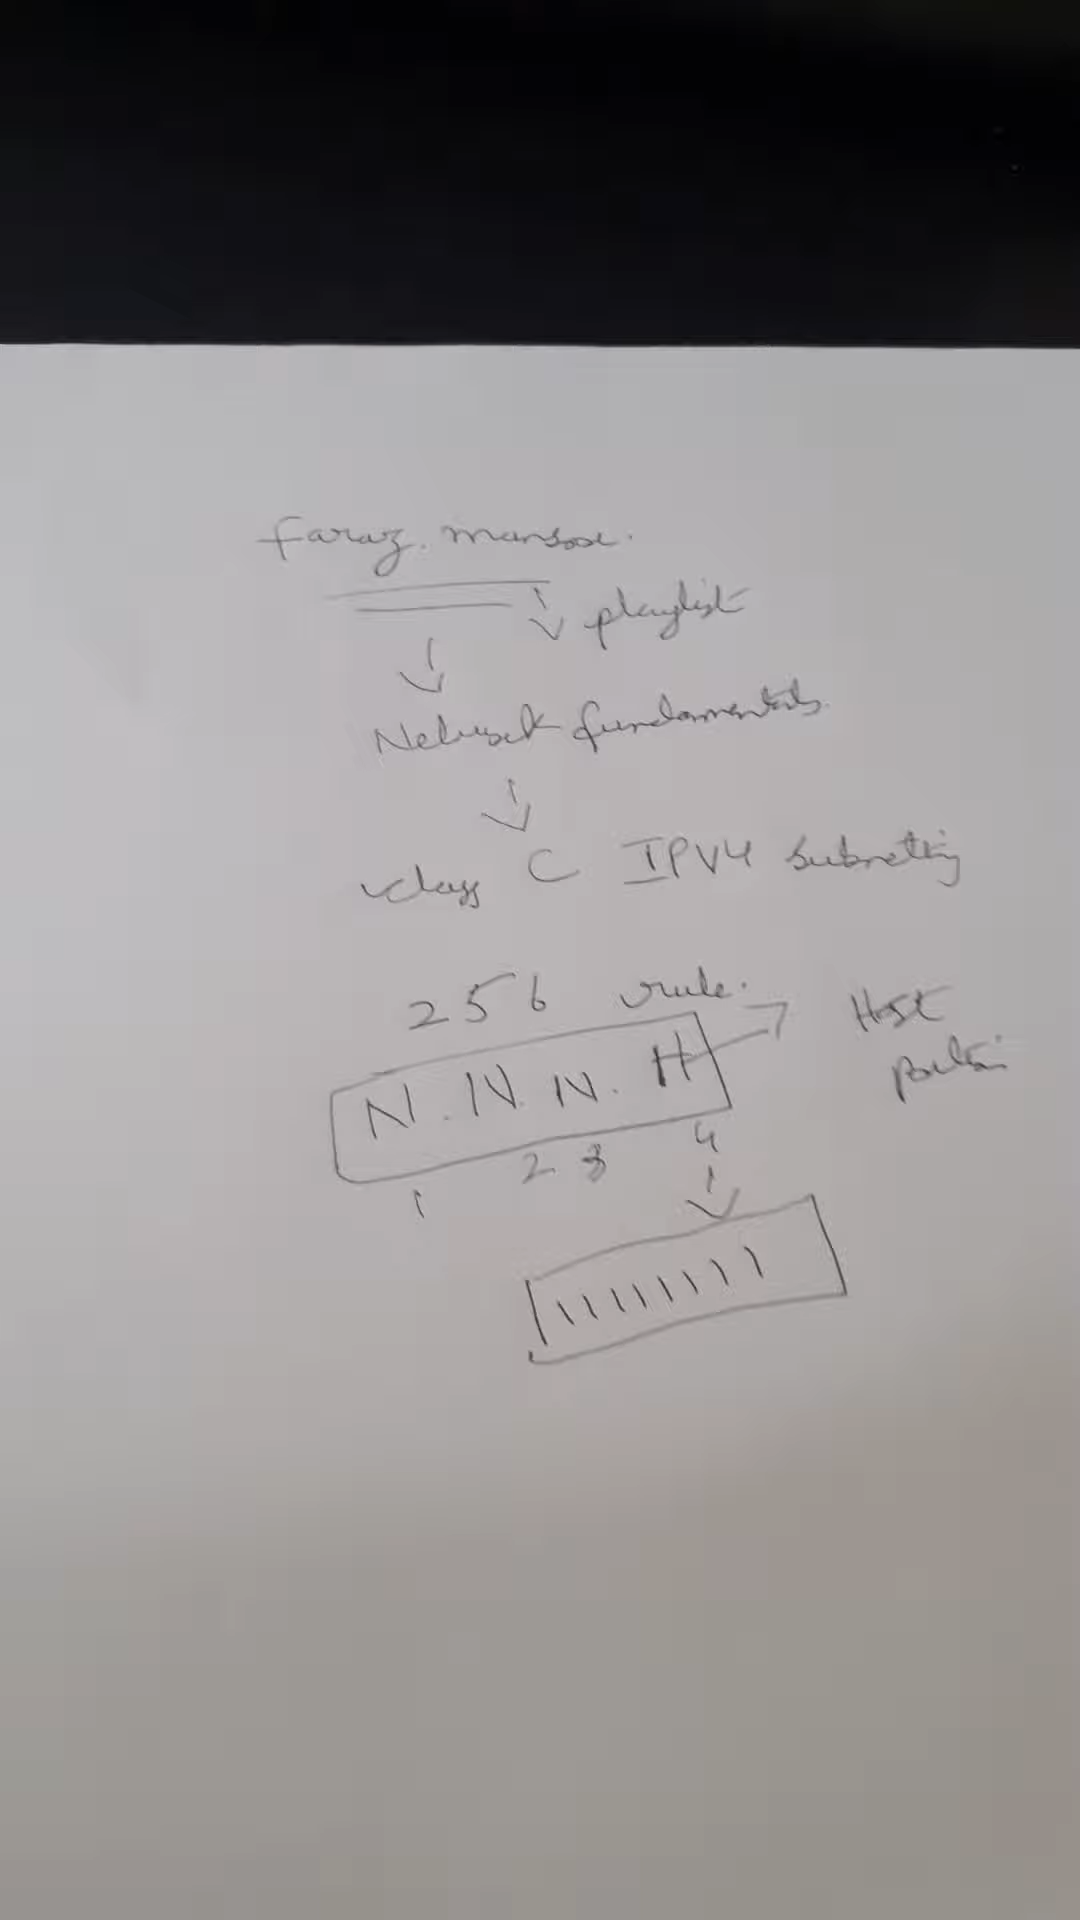 faraz. mansoor.
playlist
Network fundamentals.
class C IPV4 Subnetting
256 rule.
N. N. N. H
Host
Portion
1 2 3 4
11111111